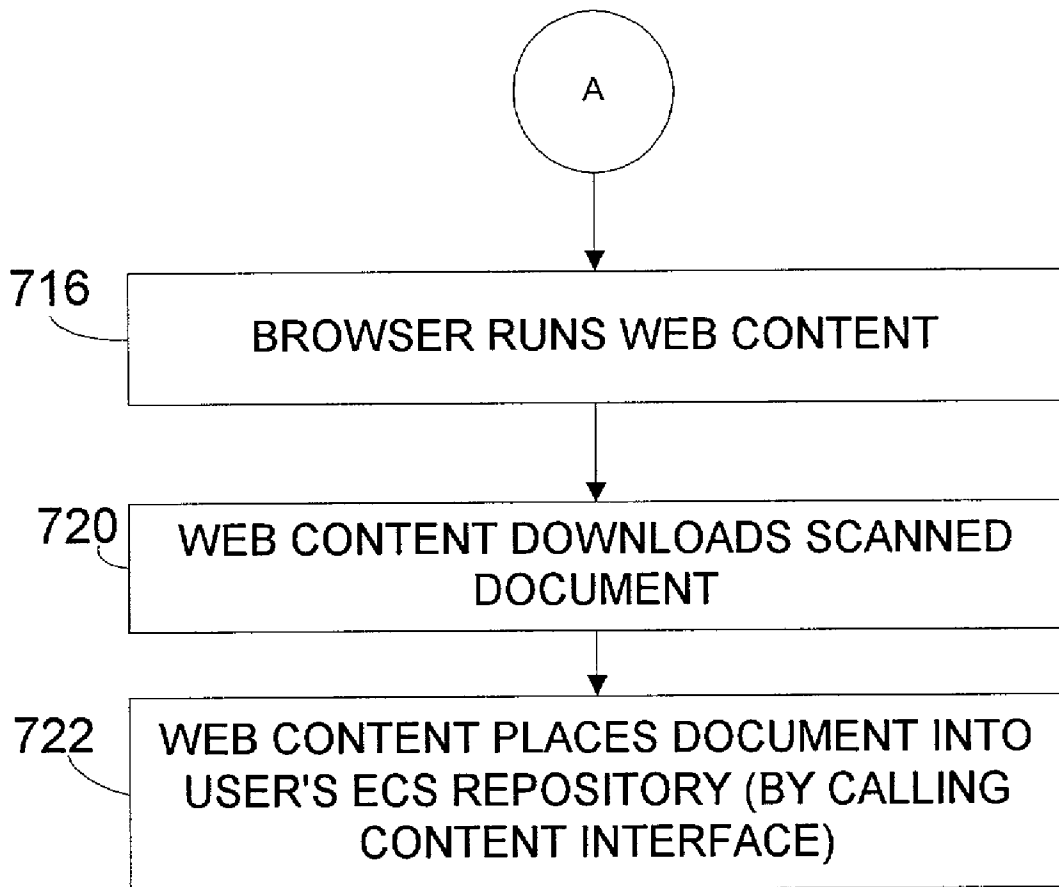 A
716
BROWSER RUNS WEB CONTENT
720
WEB CONTENT DOWNLOADS SCANNED
DOCUMENT
722
WEB CONTENT PLACES DOCUMENT INTO
USER'S ECS REPOSITORY (BY CALLING
CONTENT INTERFACE)